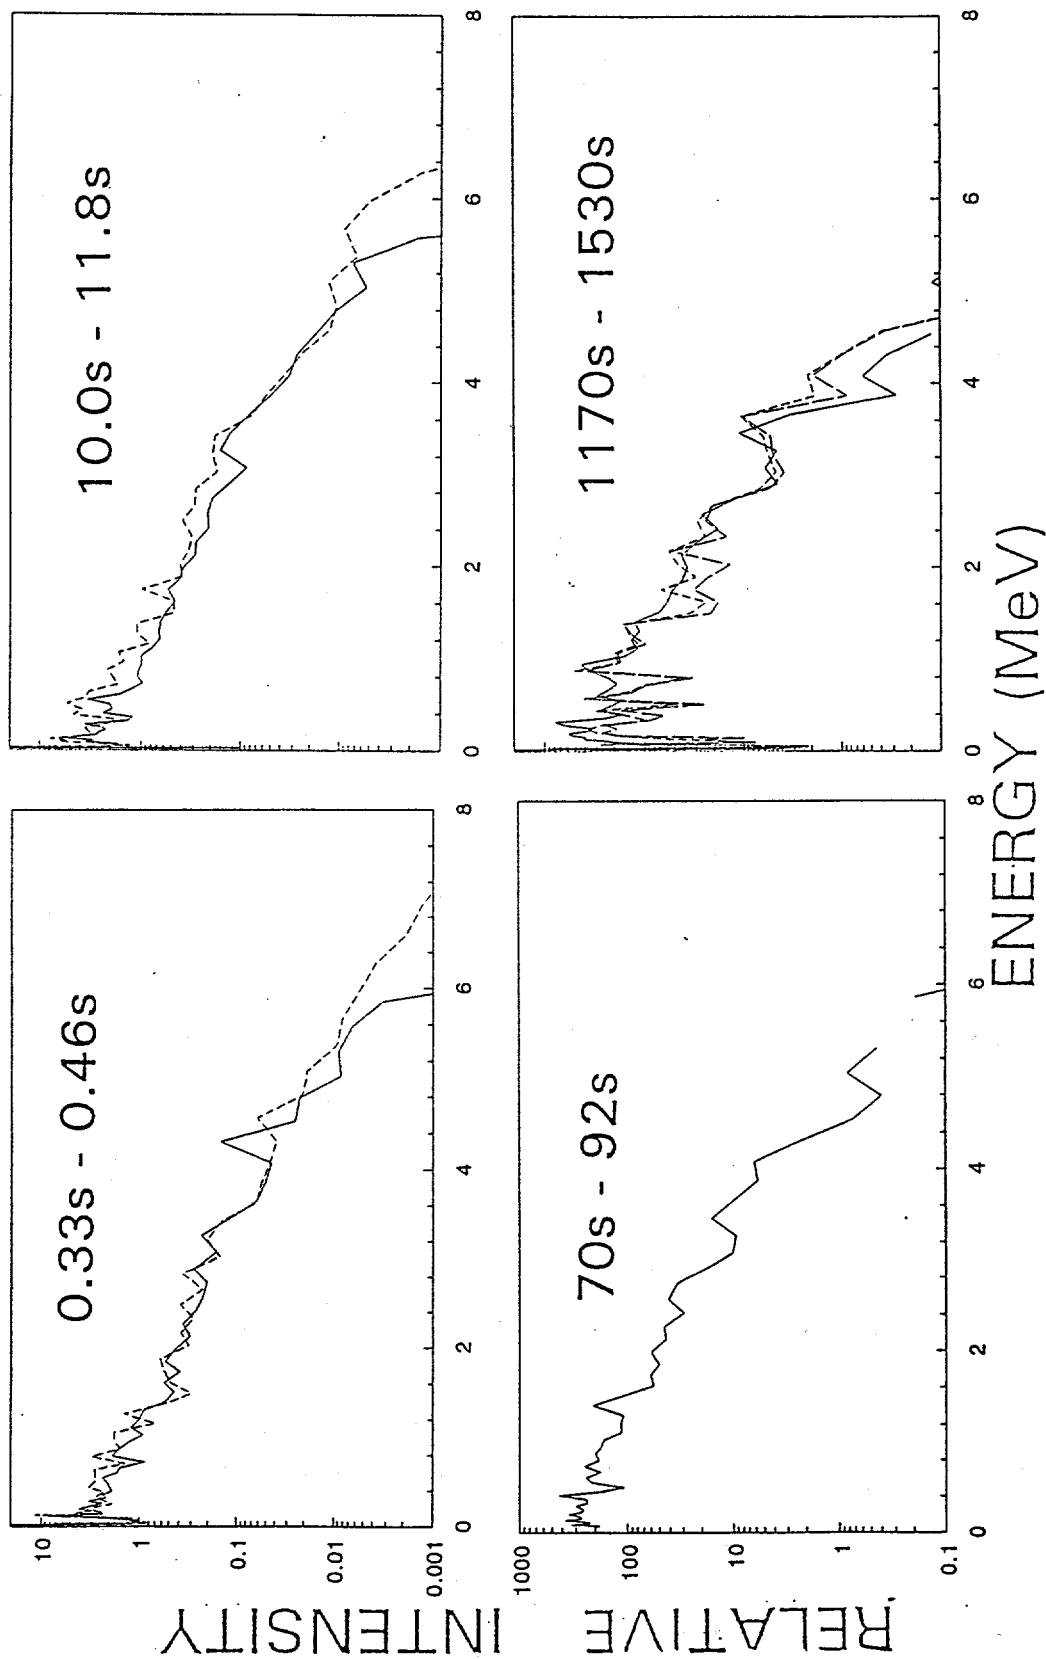 RELATIVE INTENSITY
0.33s - 0.46s
10
1
0.1
0.01
0.001
0 2 4 6 8
10.0s - 11.8s
0 2 4 6 8
70s - 92s
1000
100
10
1
0.1
0 2 4 6 8
1170s - 1530s
0 2 4 6 8
ENERGY (MeV)